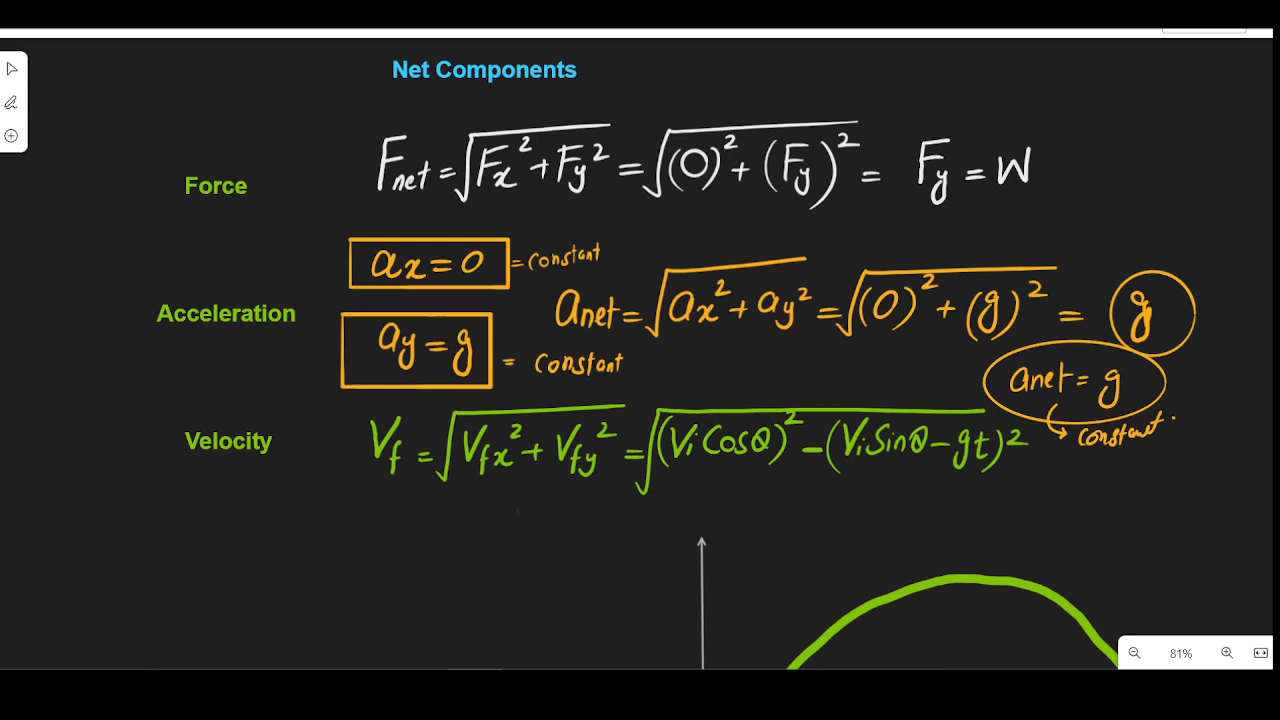 Net Components
Force
Fnet = √Fx² + Fy² = √(0)² + (Fy)² = Fy = W
ax = 0 = constant
Acceleration
anet = √ax² + ay² = √(0)² + (g)² = g
ay = g = constant
anet = g
constant.
Velocity
Vf = √Vfx² + Vfy² = √(Vi Cosθ)² - (Vi Sinθ - gt)²
81%